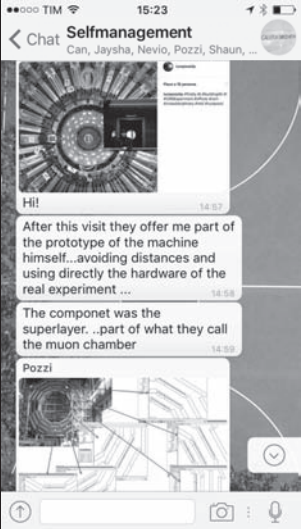 TIM 15:23
Chat Selfmanagement
Can, Jaysha, Nevio, Pozzi, Shaun, ...
Hi!
14:57
After this visit they offer me part of
the prototype of the machine
himself...avoiding distances and
using directly the hardware of the
real experiment ...
14:58
The componet was the
superlayer. ..part of what they call
the muon chamber
14:59
Pozzi